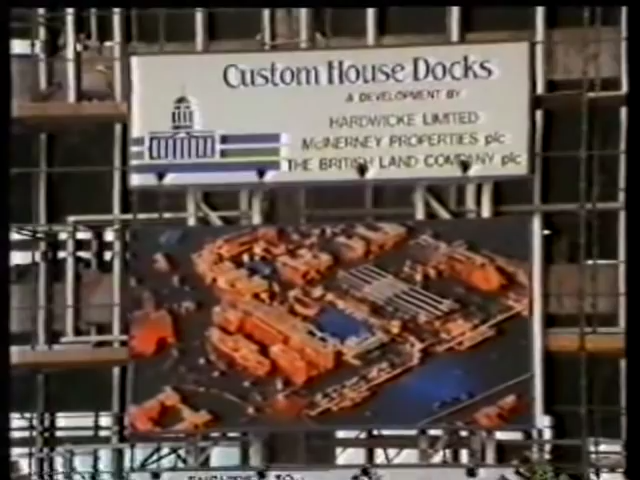 Custom House Docks
A DEVELOPMENT BY
HARDWICKE LIMITED
McINERNEY PROPERTIES plc
THE BRITISH LAND COMPANY plc